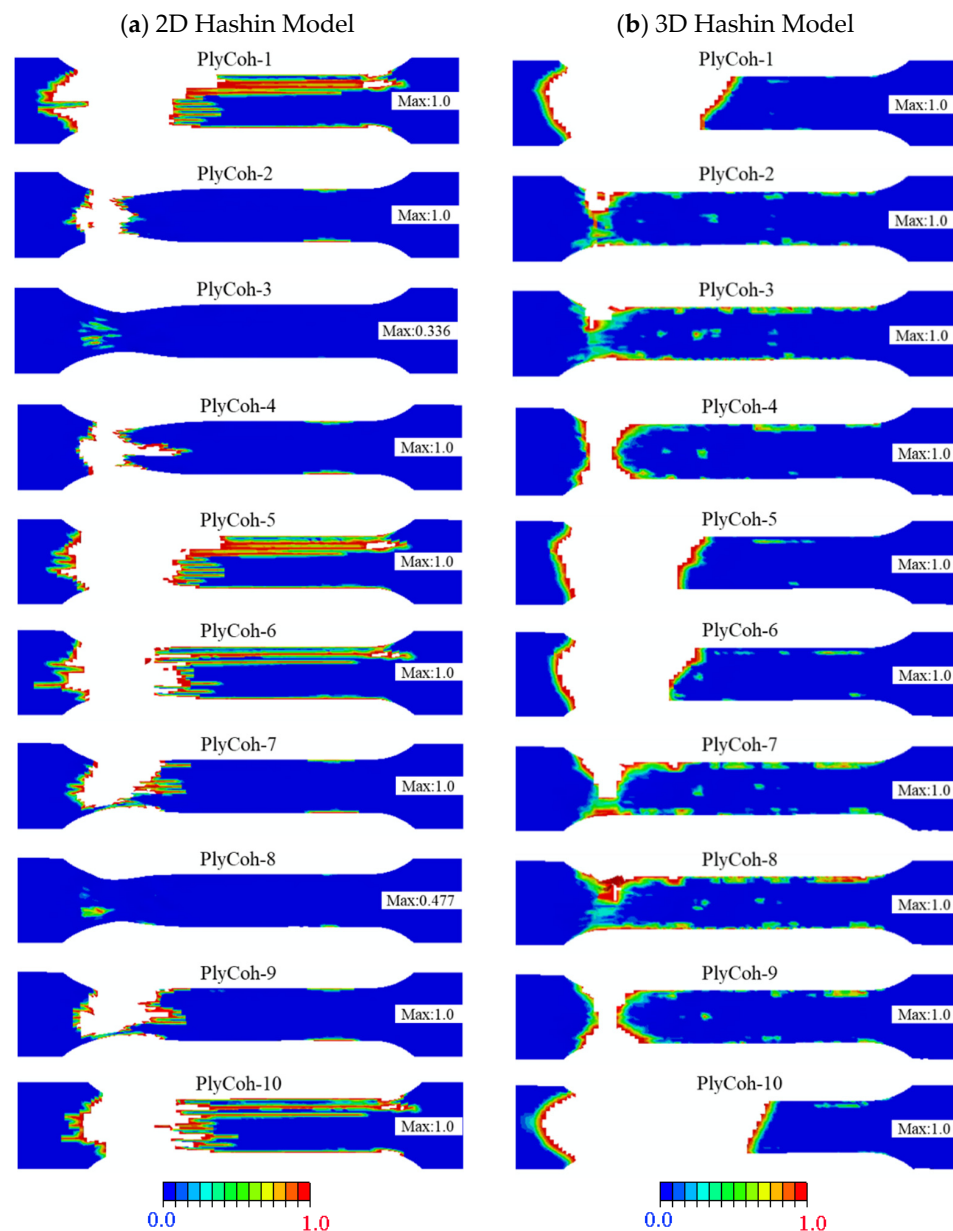 (a) 2D Hashin Model
PlyCoh-1
Max:1.0
PlyCoh-2
Max:1.0
PlyCoh-3
Max:0.336
PlyCoh-4
Max:1.0
PlyCoh-5
Max:1.0
PlyCoh-6
Max:1.0
PlyCoh-7
Max:1.0
PlyCoh-8
Max:0.477
PlyCoh-9
Max:1.0
PlyCoh-10
Max:1.0
0.0 1.0
(b) 3D Hashin Model
PlyCoh-1
Max:1.0
PlyCoh-2
Max:1.0
PlyCoh-3
Max:1.0
PlyCoh-4
Max:1.0
PlyCoh-5
Max:1.0
PlyCoh-6
Max:1.0
PlyCoh-7
Max:1.0
PlyCoh-8
Max:1.0
PlyCoh-9
Max:1.0
PlyCoh-10
Max:1.0
0.0 1.0